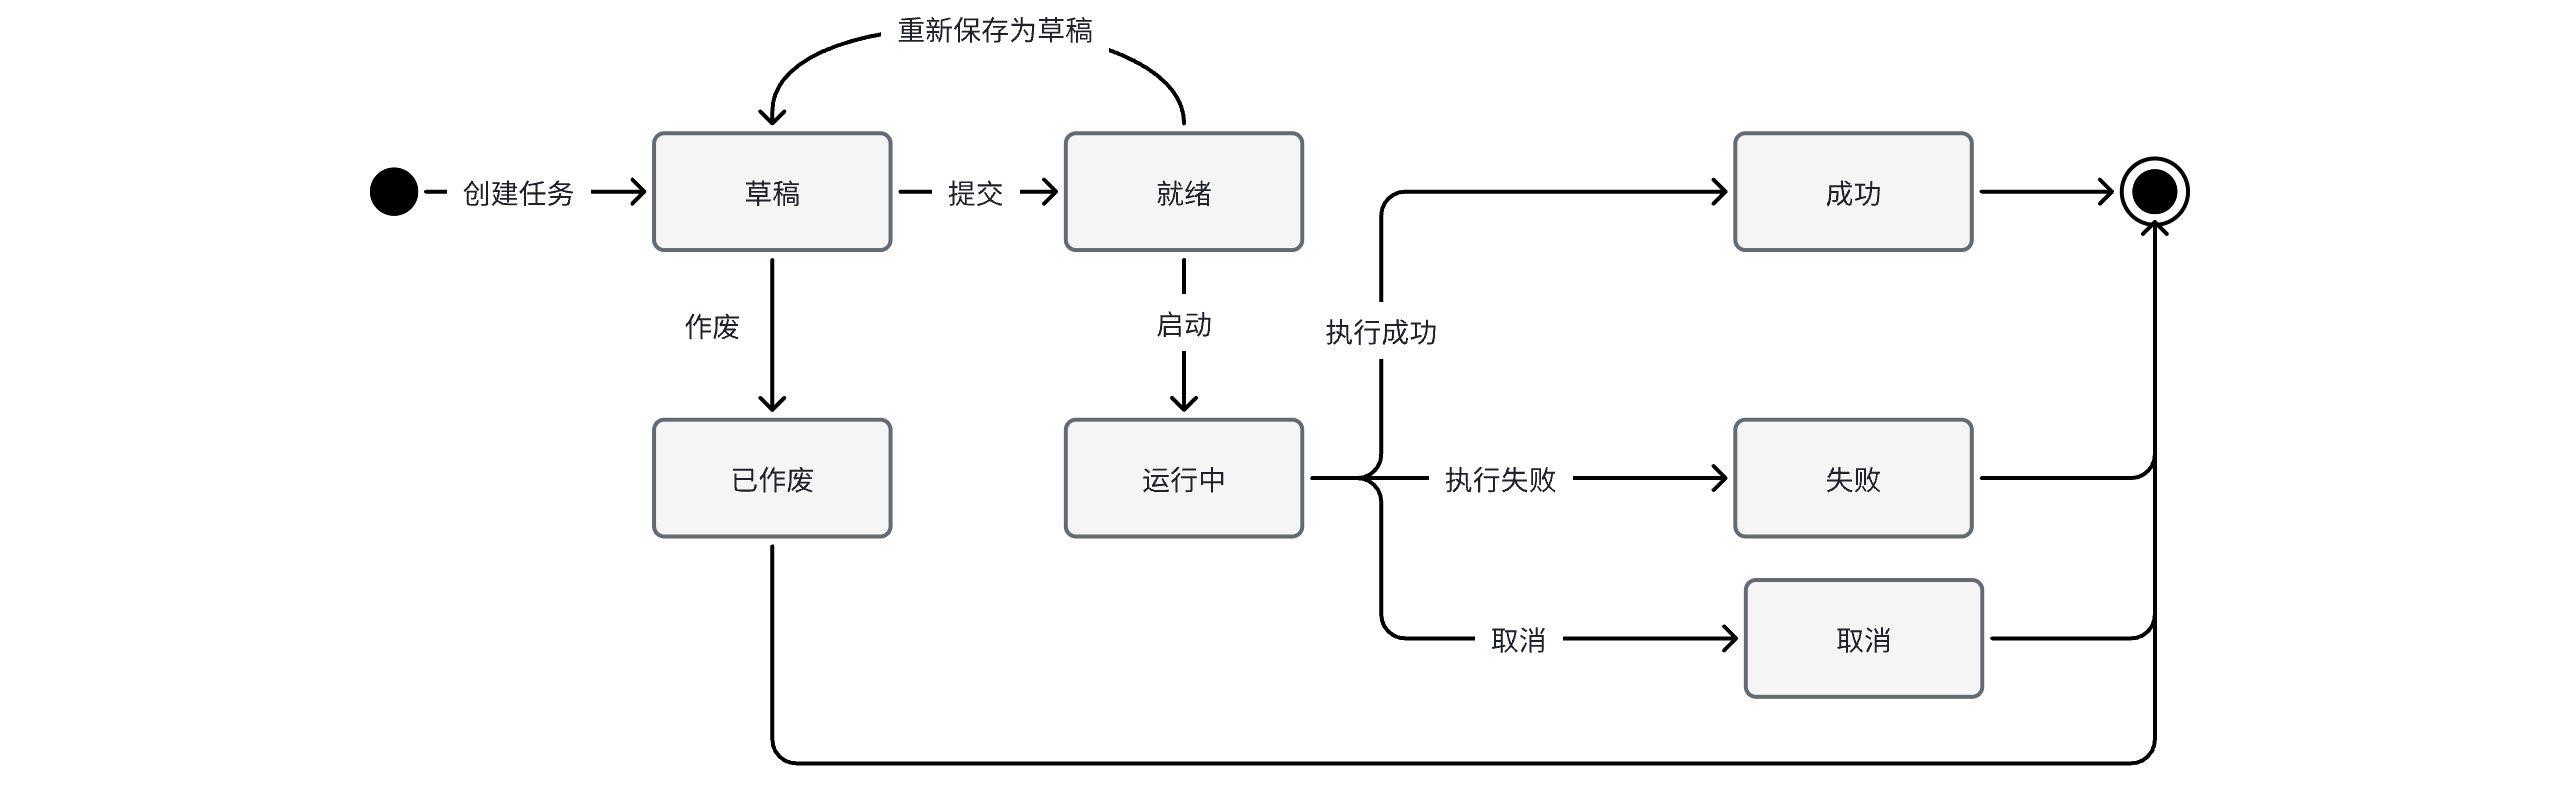 重新保存为草稿
创建任务
草稿
提交
就绪
成功
作废
启动
执行成功
已作废
运行中
执行失败
失败
取消
取消